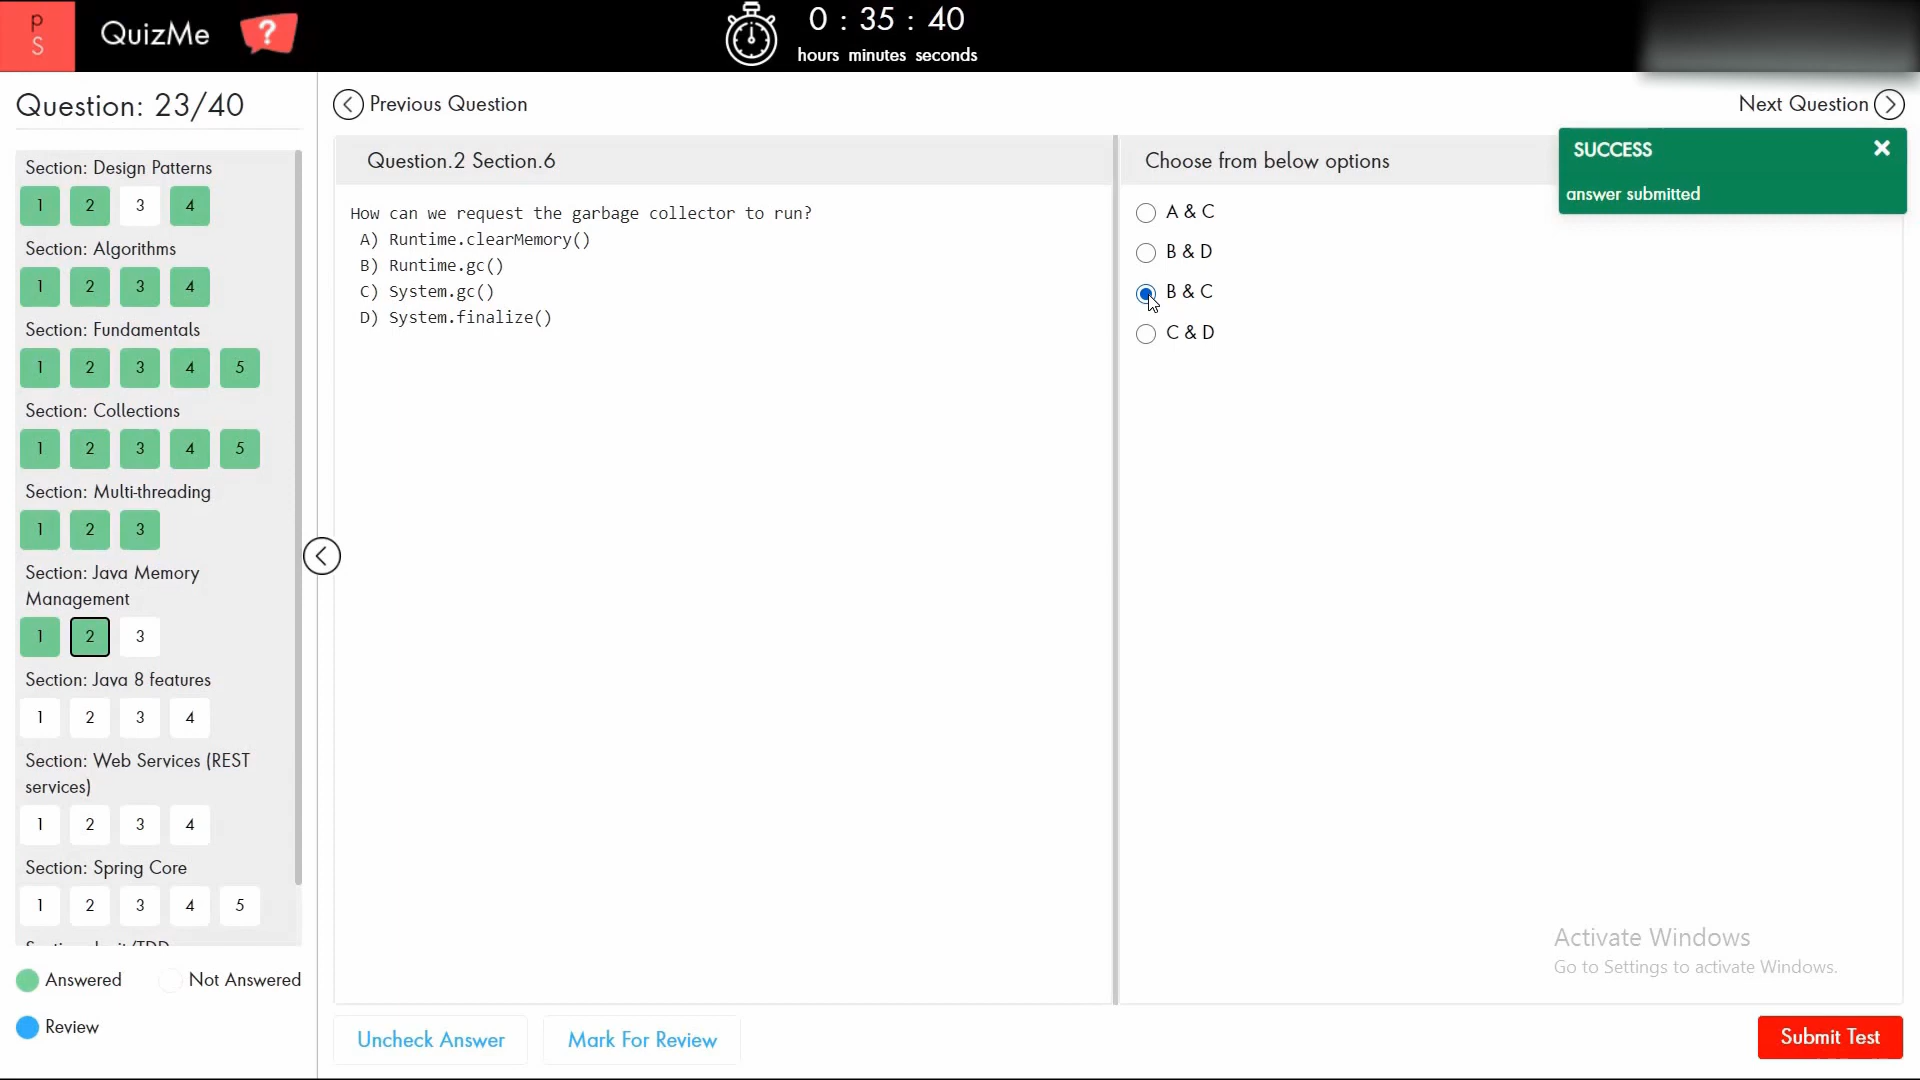 p
S
QuizMe
?
0 : 35 : 40
hours minutes seconds
Question: 23/40
Previous Question
Next Question
SUCCESS
answer submitted
Section: Design Patterns
1 2 3 4
Section: Algorithms
1 2 3 4
Section: Fundamentals
1 2 3 4 5
Section: Collections
1 2 3 4 5
Section: Multi-threading
1 2 3
Section: Java Memory
Management
1 2 3
Section: Java 8 features
1 2 3 4
Section: Web Services (REST
services)
1 2 3 4
Section: Spring Core
1 2 3 4 5
Answered Not Answered
Review
Question.2 Section.6
How can we request the garbage collector to run?
A) Runtime.clearMemory()
B) Runtime.gc()
C) System.gc()
D) System.finalize()
Choose from below options
A & C
B & D
B & C
C & D
Activate Windows
Go to Settings to activate Windows.
Uncheck Answer
Mark For Review
Submit Test